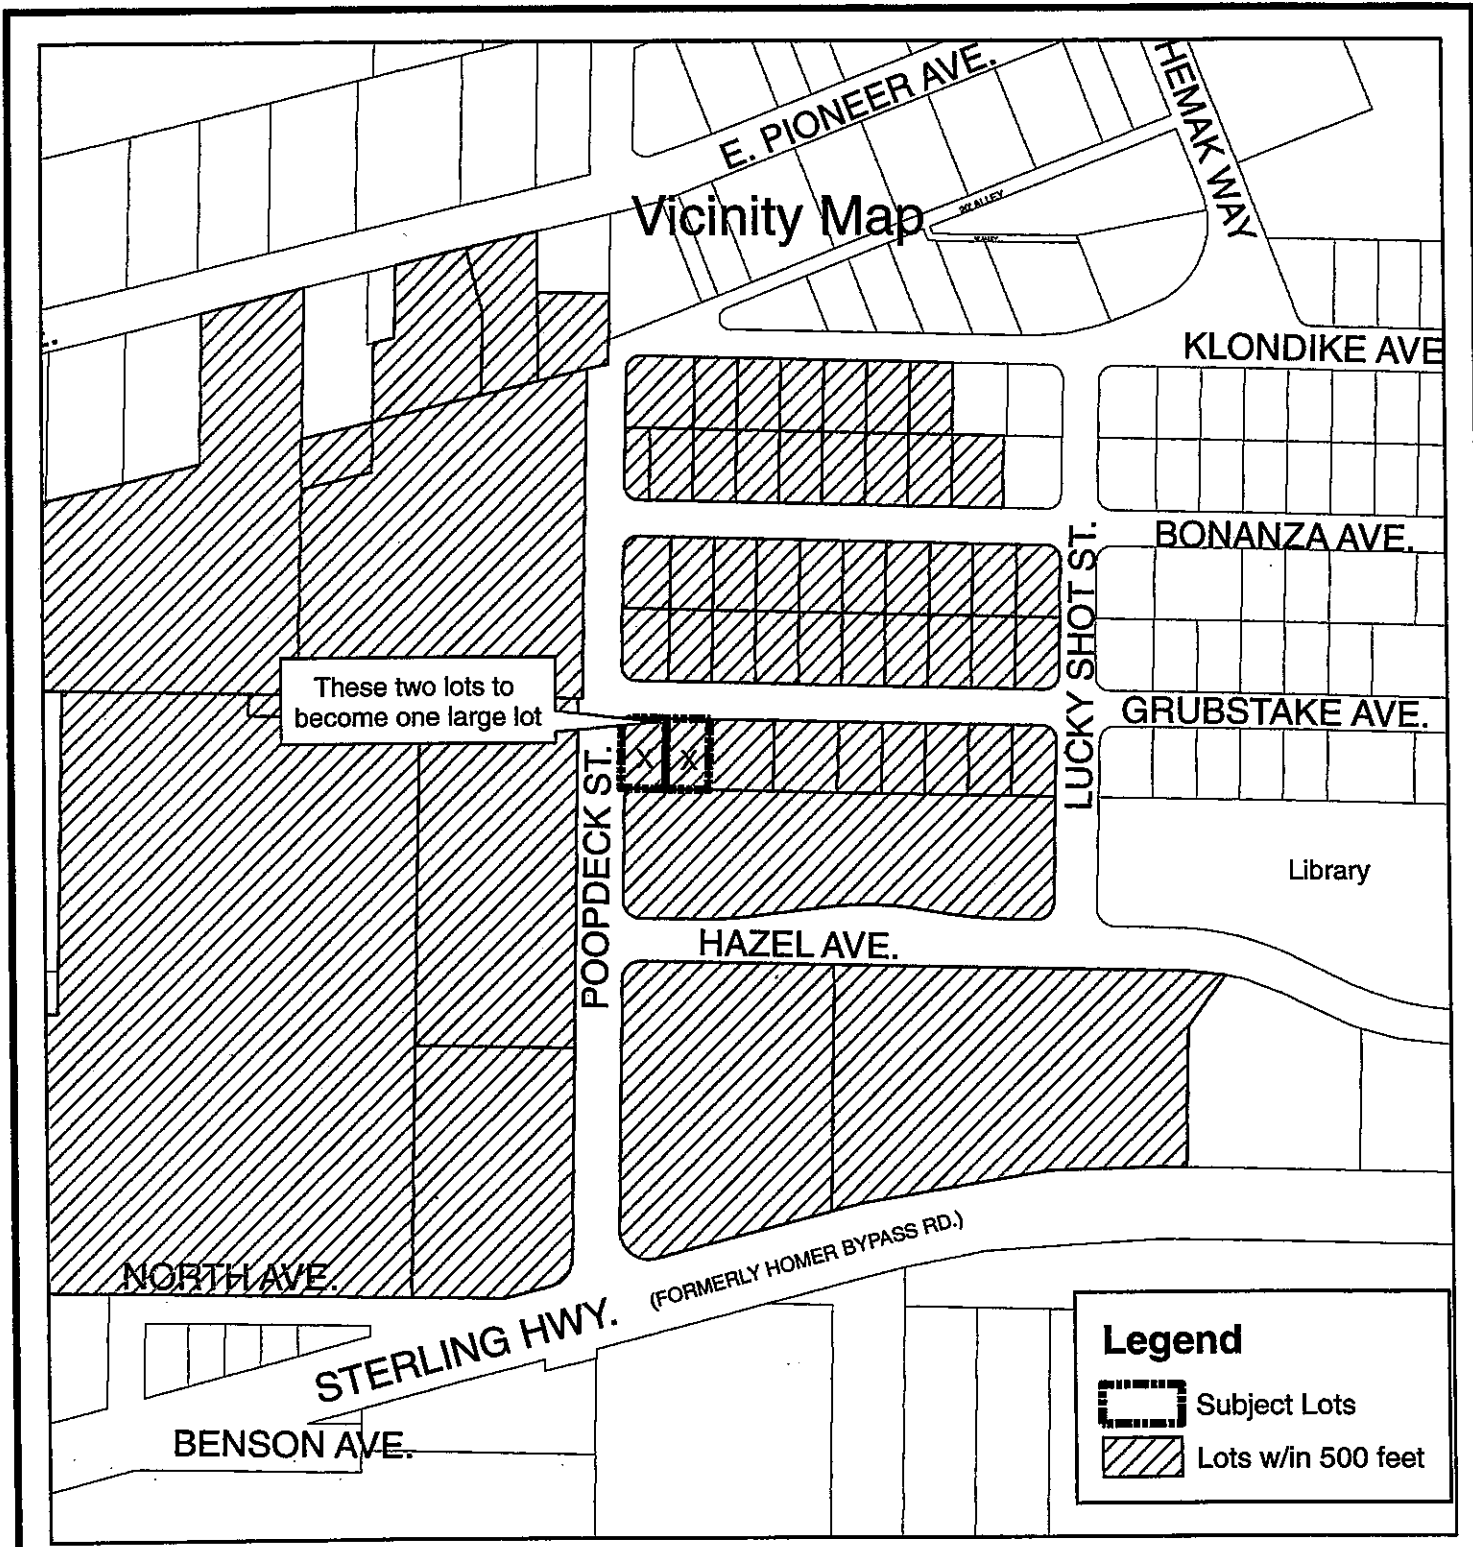 E. PIONEER AVE.
HEMAK WAY
Vicinity Map
20' ALLEY
KLONDIKE AVE
BONANZA AVE.
LUCKY SHOT ST.
These two lots to
become one large lot
GRUBSTAKE AVE.
X X
POOPDECK ST.
Library
HAZEL AVE.
NORTH AVE.
(FORMERLY HOMER BYPASS RD.)
STERLING HWY.
BENSON AVE.
Legend
Subject Lots
Lots w/in 500 feet